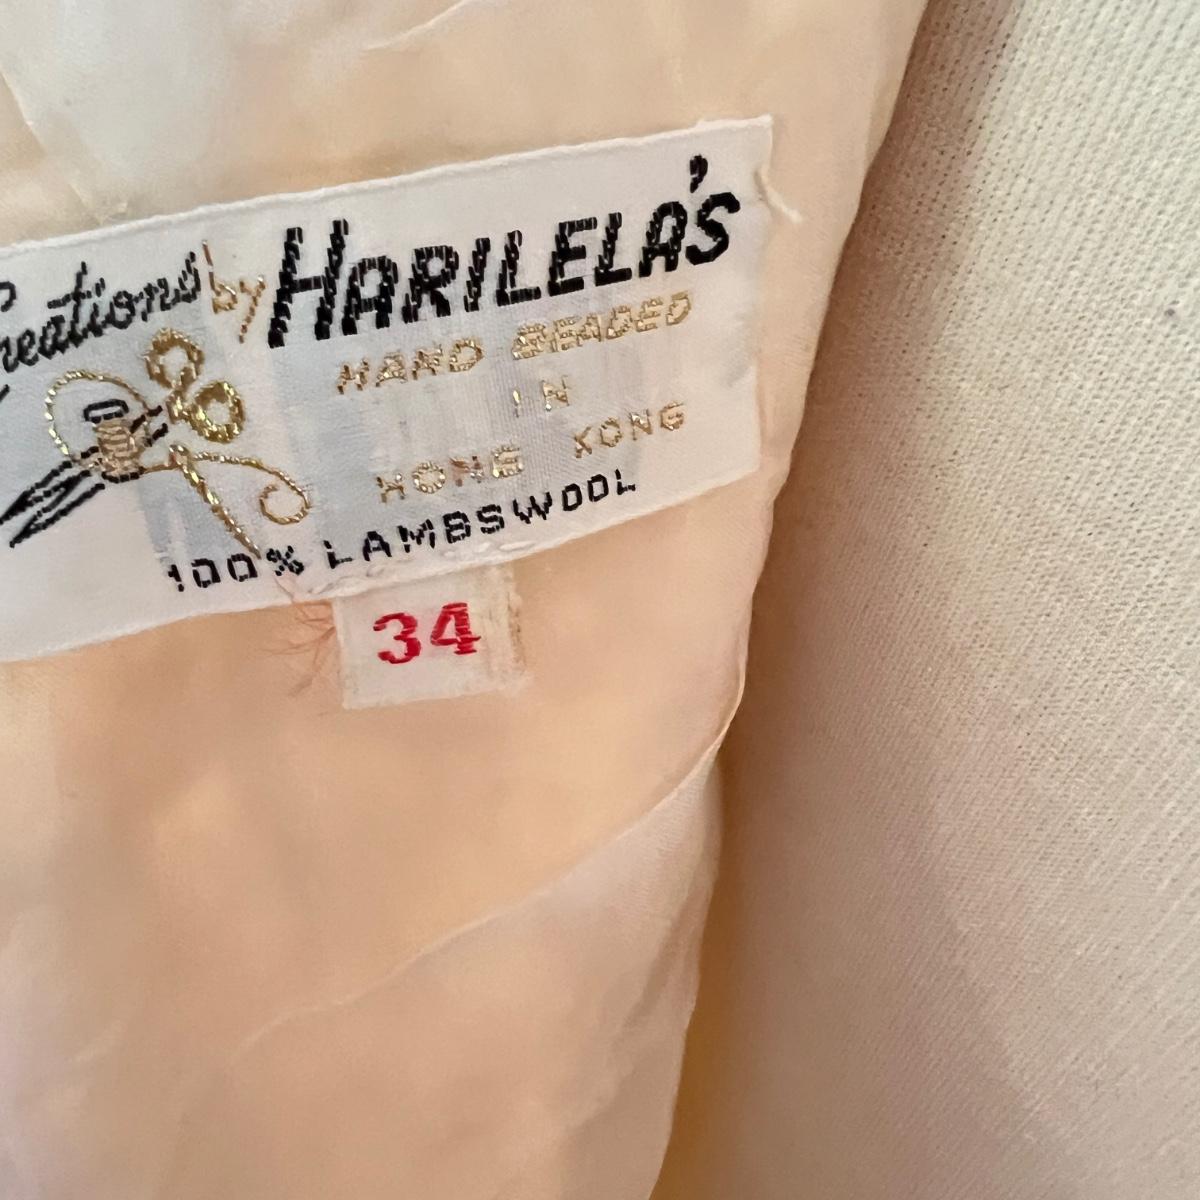 Creations by HARILELA'S
HAND BEADED
IN
HONG KONG
100% LAMBSWOOL
34